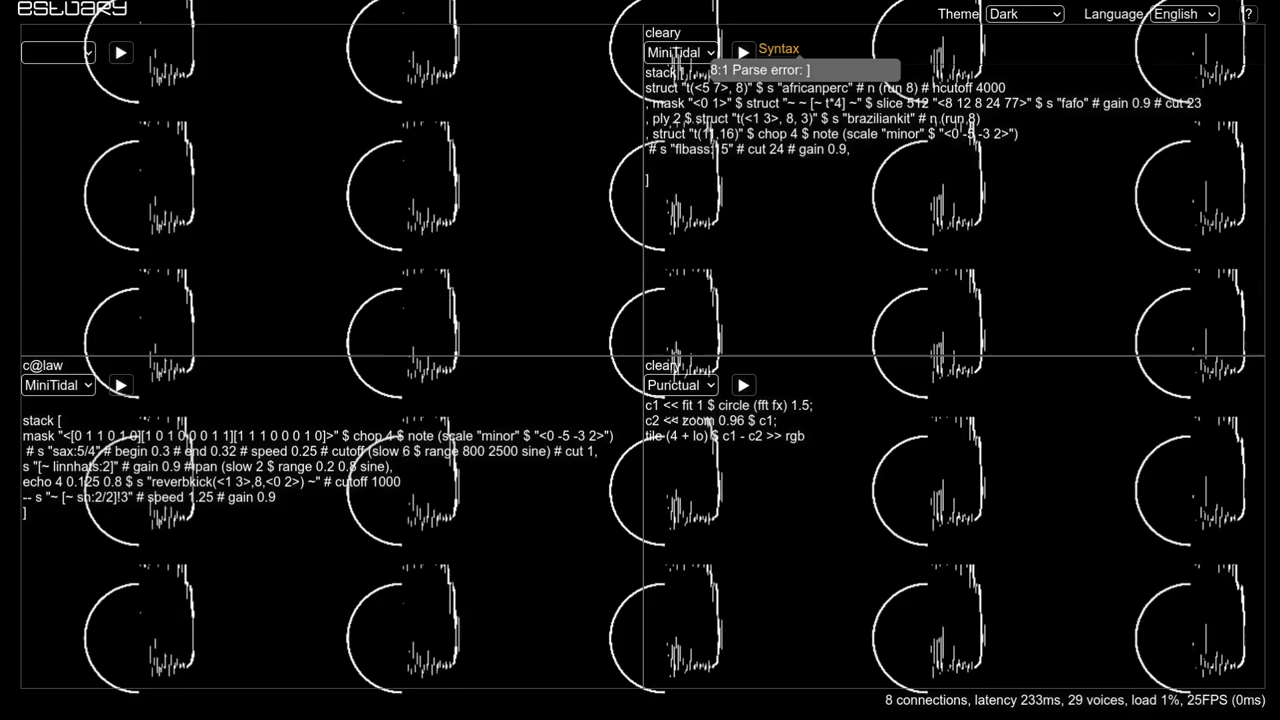 estuary
Theme Dark Language English ?
cleary
MiniTidal Syntax
8:1 Parse error: ]
stack [
struct "t(<5 7>, 8)" $ s "africanperc" # n (run 8) # hcutoff 4000
, mask "<0 1>" $ struct "~ ~ [~ t*4] ~" $ slice 512 "<8 12 8 24 77>" $ s "fafo" # gain 0.9 # cut 23
, ply 2 $ struct "t(<1 3>, 8, 3)" $ s "braziliankit" # n (run 8)
, struct "t(11,16)" $ chop 4 $ note (scale "minor" $ "<0 -5 -3 2>")
# s "flbass:15" # cut 24 # gain 0.9,
]
c@law
MiniTidal
stack [
mask "<[0 1 1 0 1 0][1 0 1 0 0 0 1 1][1 1 1 0 0 0 1 0]>" $ chop 4 $ note (scale "minor" $ "<0 -5 -3 2>")
# s "sax:5/4" # begin 0.3 # end 0.32 # speed 0.25 # cutoff (slow 6 $ range 800 2500 sine) # cut 1,
s "[~ linnhats:2]" # gain 0.9 # pan (slow 2 $ range 0.2 0.8 sine),
echo 4 0.125 0.8 $ s "reverbkick(<1 3>,8,<0 2>) ~" # cutoff 1000
-- s "~ [~ sn:2/2]!3" # speed 1.25 # gain 0.9
]
cleary
Punctual
c1 << fit 1 $ circle (fft fx) 1.5;
c2 << zoom 0.96 $ c1;
tile (4 + lo) $ c1 - c2 >> rgb
8 connections, latency 233ms, 29 voices, load 1%, 25FPS (0ms)